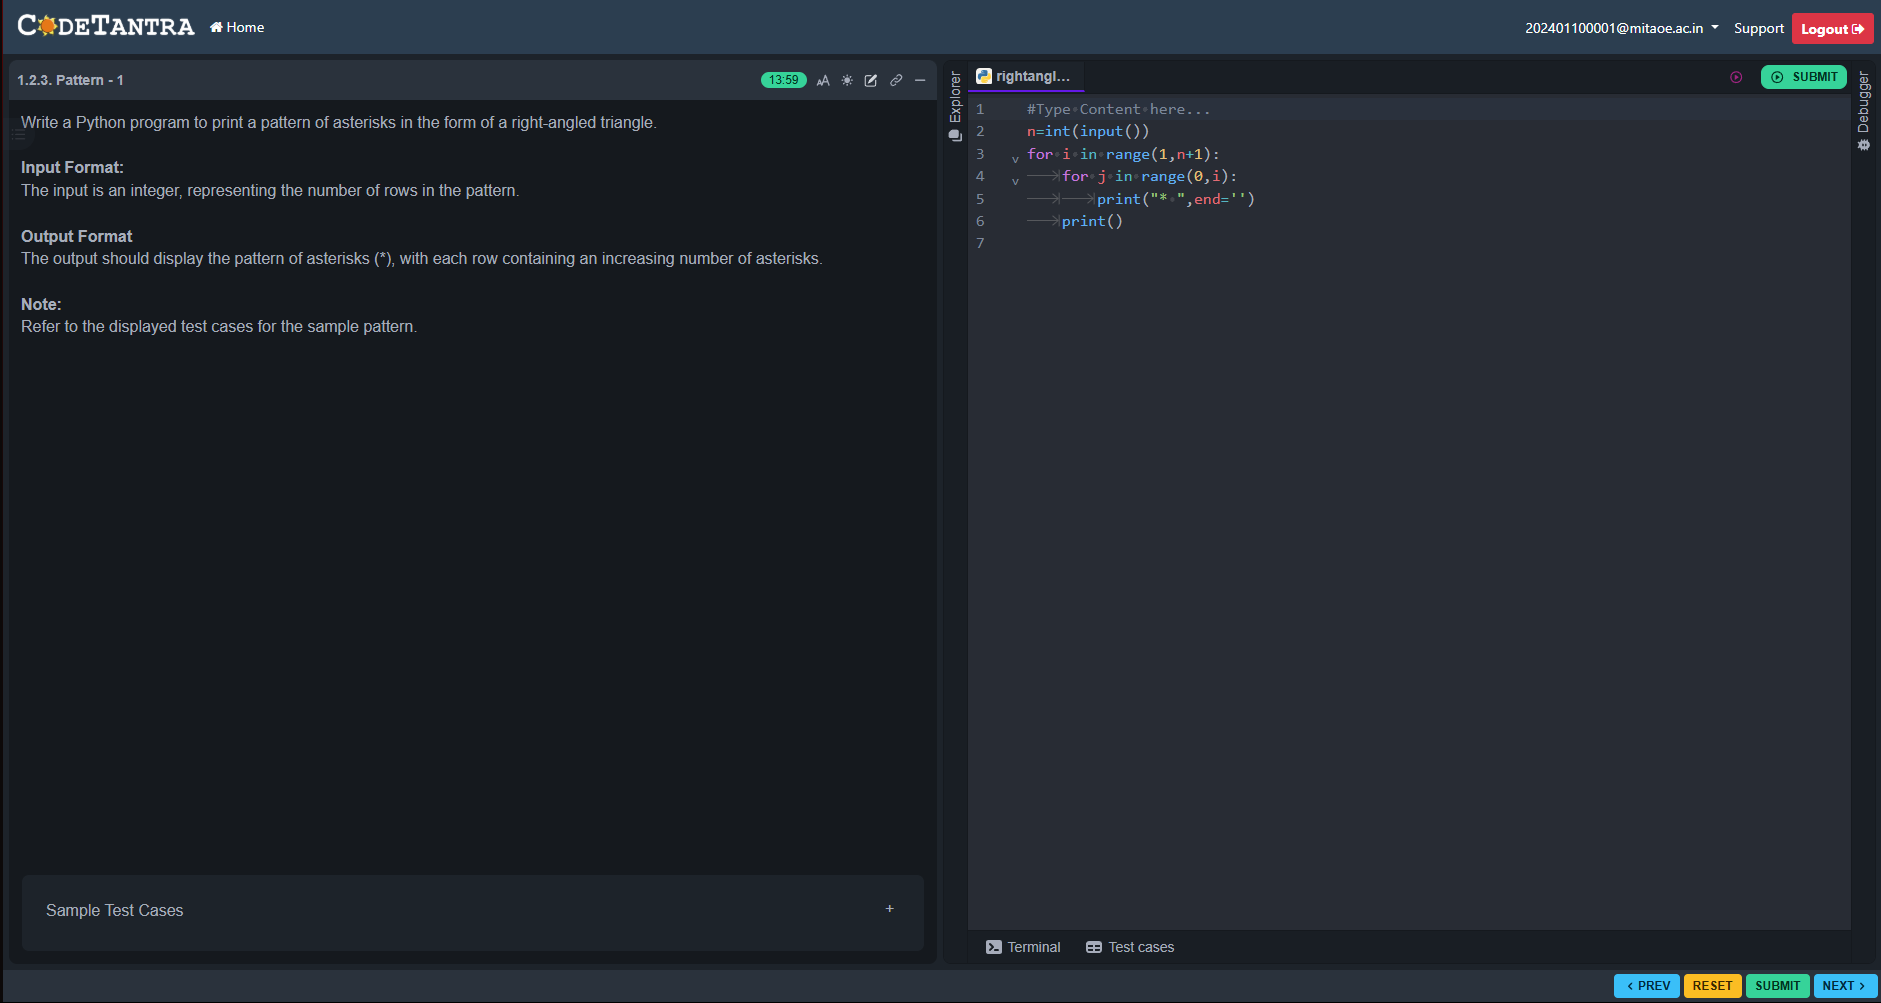 CODETANTRA Home
202401100001@mitaoe.ac.in Support Logout
1.2.3. Pattern - 1
13:59
Write a Python program to print a pattern of asterisks in the form of a right-angled triangle.
Input Format:
The input is an integer, representing the number of rows in the pattern.
Output Format
The output should display the pattern of asterisks (*), with each row containing an increasing number of asterisks.
Note:
Refer to the displayed test cases for the sample pattern.
Sample Test Cases +
Explorer
rightangl...
SUBMIT
Debugger
1 #Type Content here...
2 n=int(input())
3 for i in range(1,n+1):
4 for j in range(0,i):
5 print("* ",end='')
6 print()
7
Terminal Test cases
< PREV RESET SUBMIT NEXT >